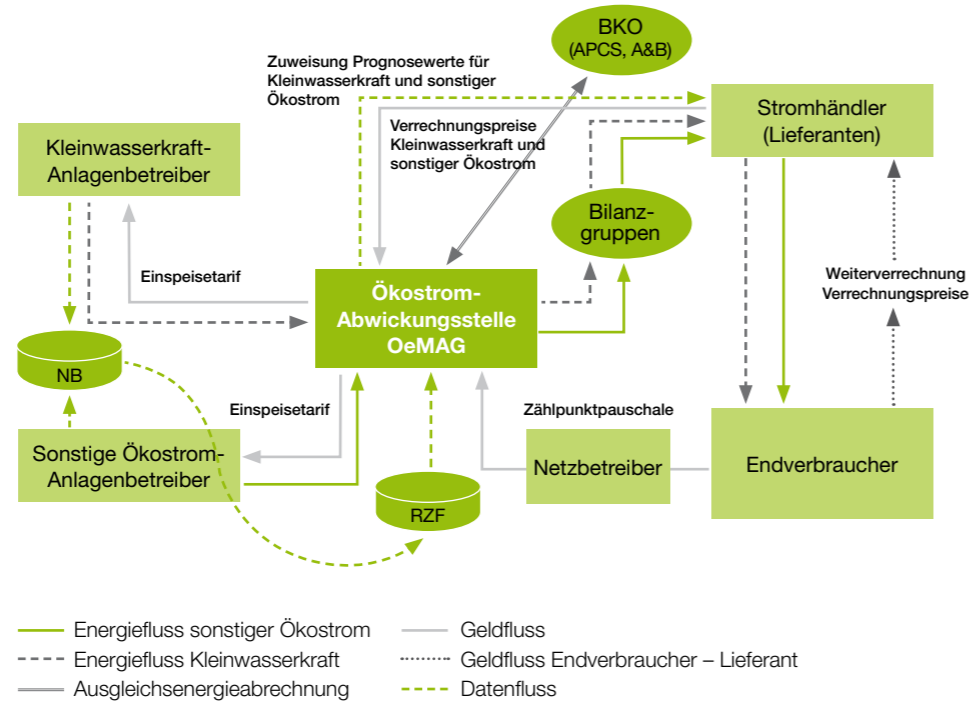 BKO
(APCS, A&B)
Zuweisung Prognosewerte für
Kleinwasserkraft und sonstiger
Ökostrom
Stromhändler
(Lieferanten)
Verrechnungspreise
Kleinwasserkraft und
sonstiger Ökostrom
Kleinwasserkraft-
Anlagenbetreiber
Bilanz-
gruppen
Einspeisetarif
Ökostrom-
Abwickungsstelle
OeMAG
Weiterverrechnung
Verrechnungspreise
NB
Einspeisetarif
Zählpunktpauschale
Sonstige Ökostrom-
Anlagenbetreiber
Netzbetreiber
Endverbraucher
RZF
Energiefluss sonstiger Ökostrom
Geldfluss
Energiefluss Kleinwasserkraft
Geldfluss Endverbraucher – Lieferant
Ausgleichsenergieabrechnung
Datenfluss